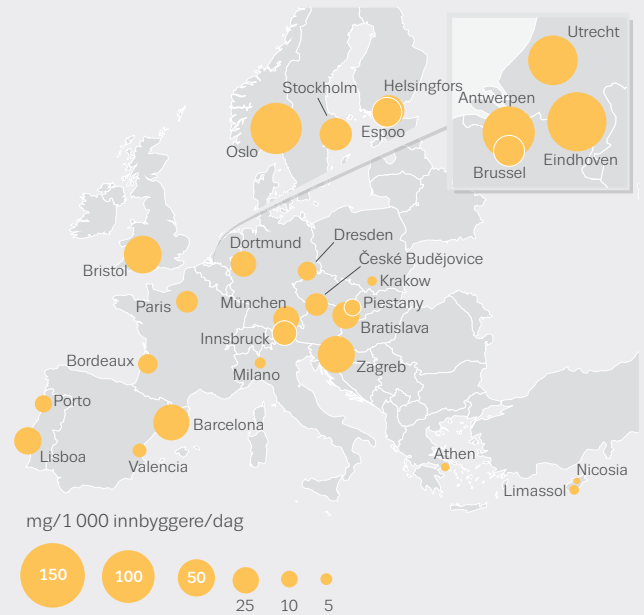 Utrecht
Stockholm
Helsingfors
Antwerpen
Oslo
Espoo
Eindhoven
Brussel
Dortmund
Dresden
České Budějovice
Bristol
Krakow
Paris
München
Piestany
Bratislava
Innsbruck
Bordeaux
Milano
Zagreb
Porto
Barcelona
Lisboa
Valencia
Athen
Nicosia
Limassol
mg/1 000 innbyggere/dag
150 100 50
25 10 5